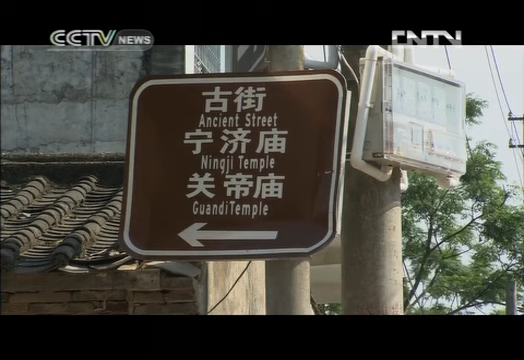 CCTV NEWS
CNTV
古街
Ancient Street
宁济庙
Ningji Temple
关帝庙
GuandiTemple